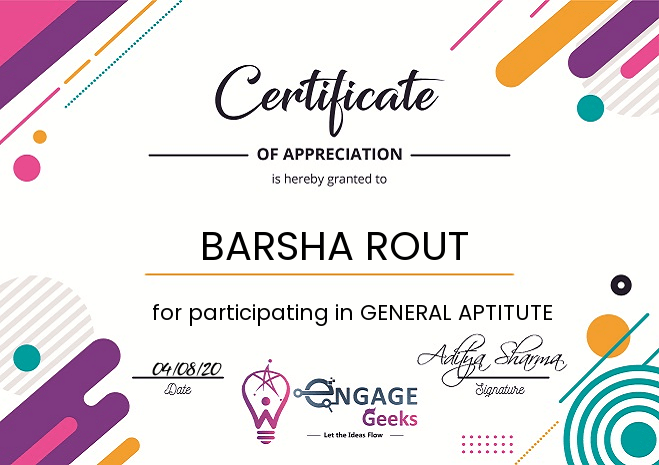 Certificate
OF APPRECIATION
is hereby granted to
BARSHA ROUT
for participating in GENERAL APTITUTE
04/08/20
Date
eNGAGE
Geeks
Let the Ideas Flow
Aditya Sharma
Signature